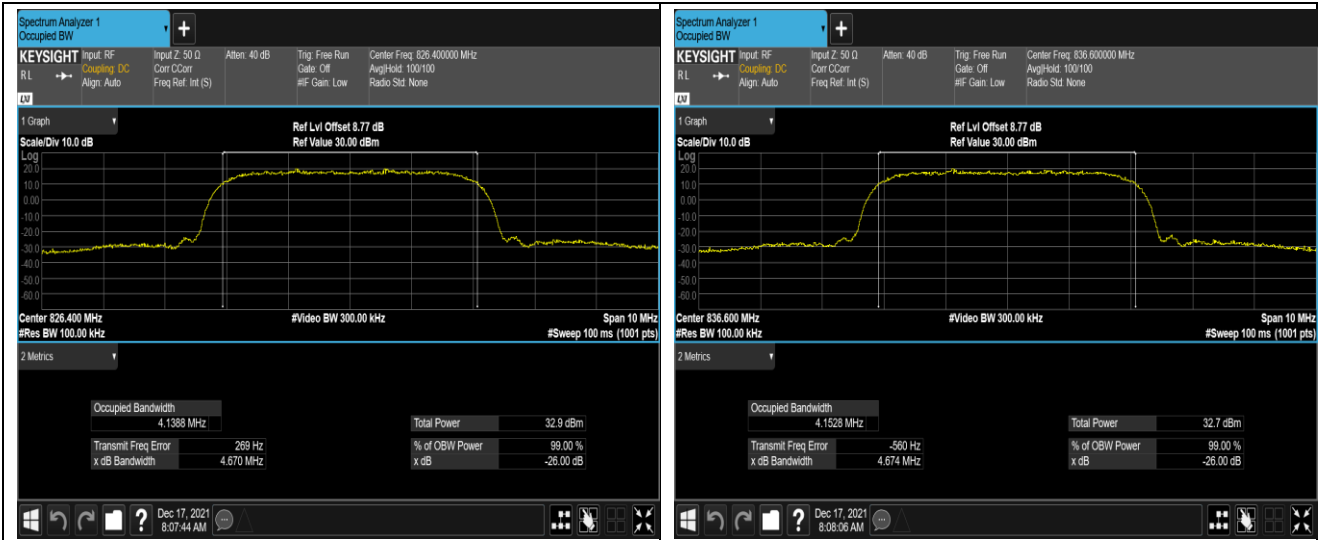 Spectrum Analyzer 1
Occupied BW
+
KEYSIGHT Input: RF Input Z: 50 Ω Atten: 40 dB Trig: Free Run Center Freq: 826.400000 MHz
Coupling: DC Corr CCorr Gate: Off Avg|Hold: 100/100
RL Align: Auto Freq Ref: Int (S) #IF Gain: Low Radio Std: None
LXI
1 Graph
Ref Lvl Offset 8.77 dB
Scale/Div 10.0 dB Ref Value 30.00 dBm
Log
20.0
10.0
0.00
-10.0
-20.0
-30.0
-40.0
-50.0
-60.0
Center 826.400 MHz #Video BW 300.00 kHz Span 10 MHz
#Res BW 100.00 kHz #Sweep 100 ms (1001 pts)
2 Metrics
Occupied Bandwidth
4.1388 MHz Total Power 32.9 dBm
Transmit Freq Error 269 Hz % of OBW Power 99.00 %
x dB Bandwidth 4.670 MHz x dB -26.00 dB
? Dec 17, 2021
8:07:44 AM
Spectrum Analyzer 1
Occupied BW
+
KEYSIGHT Input: RF Input Z: 50 Ω Atten: 40 dB Trig: Free Run Center Freq: 836.600000 MHz
Coupling: DC Corr CCorr Gate: Off Avg|Hold: 100/100
RL Align: Auto Freq Ref: Int (S) #IF Gain: Low Radio Std: None
LXI
1 Graph
Ref Lvl Offset 8.77 dB
Scale/Div 10.0 dB Ref Value 30.00 dBm
Log
20.0
10.0
0.00
-10.0
-20.0
-30.0
-40.0
-50.0
-60.0
Center 836.600 MHz #Video BW 300.00 kHz Span 10 MHz
#Res BW 100.00 kHz #Sweep 100 ms (1001 pts)
2 Metrics
Occupied Bandwidth
4.1528 MHz Total Power 32.7 dBm
Transmit Freq Error -560 Hz % of OBW Power 99.00 %
x dB Bandwidth 4.674 MHz x dB -26.00 dB
? Dec 17, 2021
8:08:06 AM